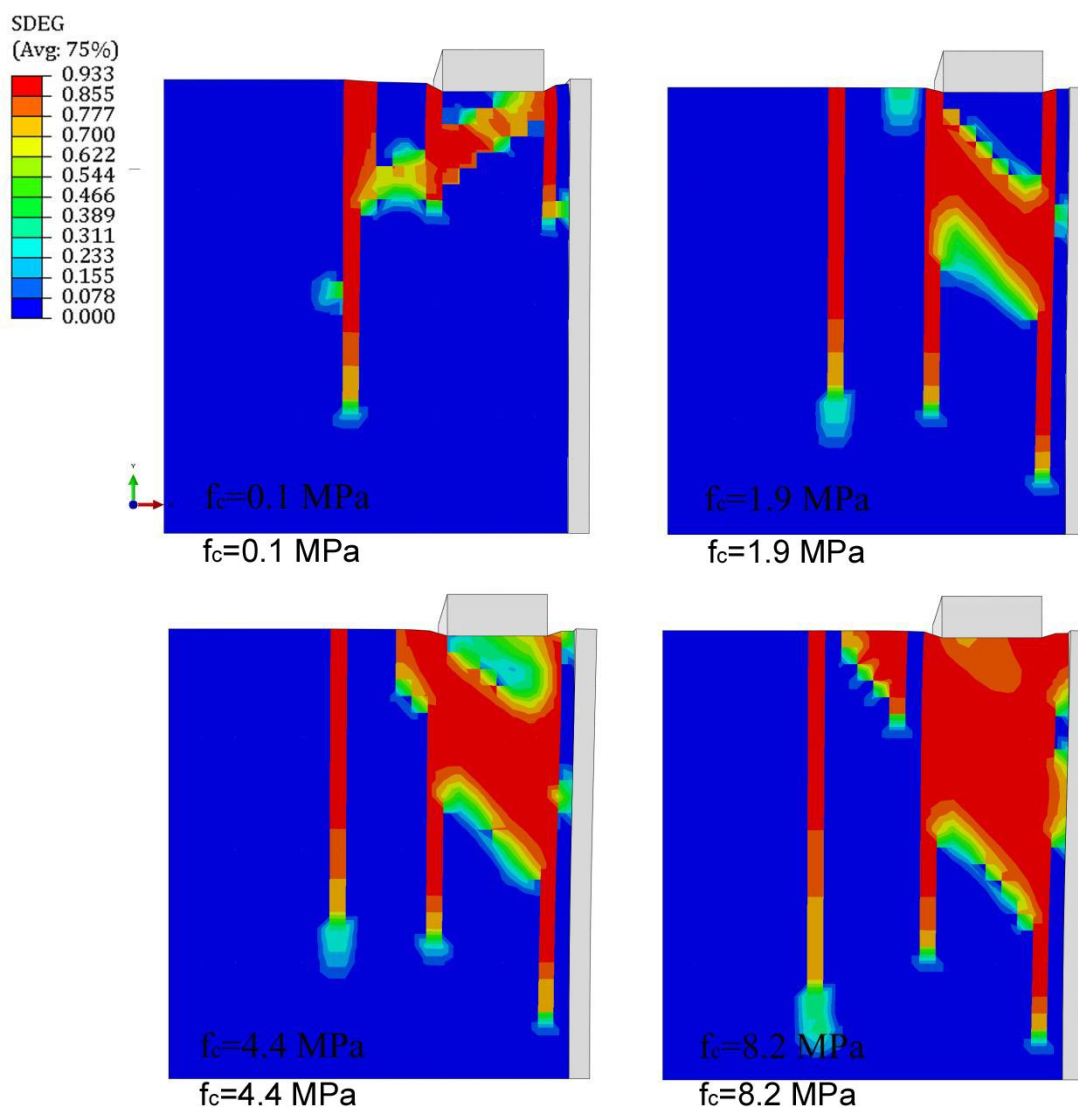 SDEG
(Avg: 75%)
0.933
0.855
0.777
0.700
0.622
0.544
0.466
0.389
0.311
0.233
0.155
0.078
0.000
Y
fc=0.1 MPa
fc=0.1 MPa
fc=1.9 MPa
fc=1.9 MPa
fc=4.4 MPa
fc=4.4 MPa
fc=8.2 MPa
fc=8.2 MPa